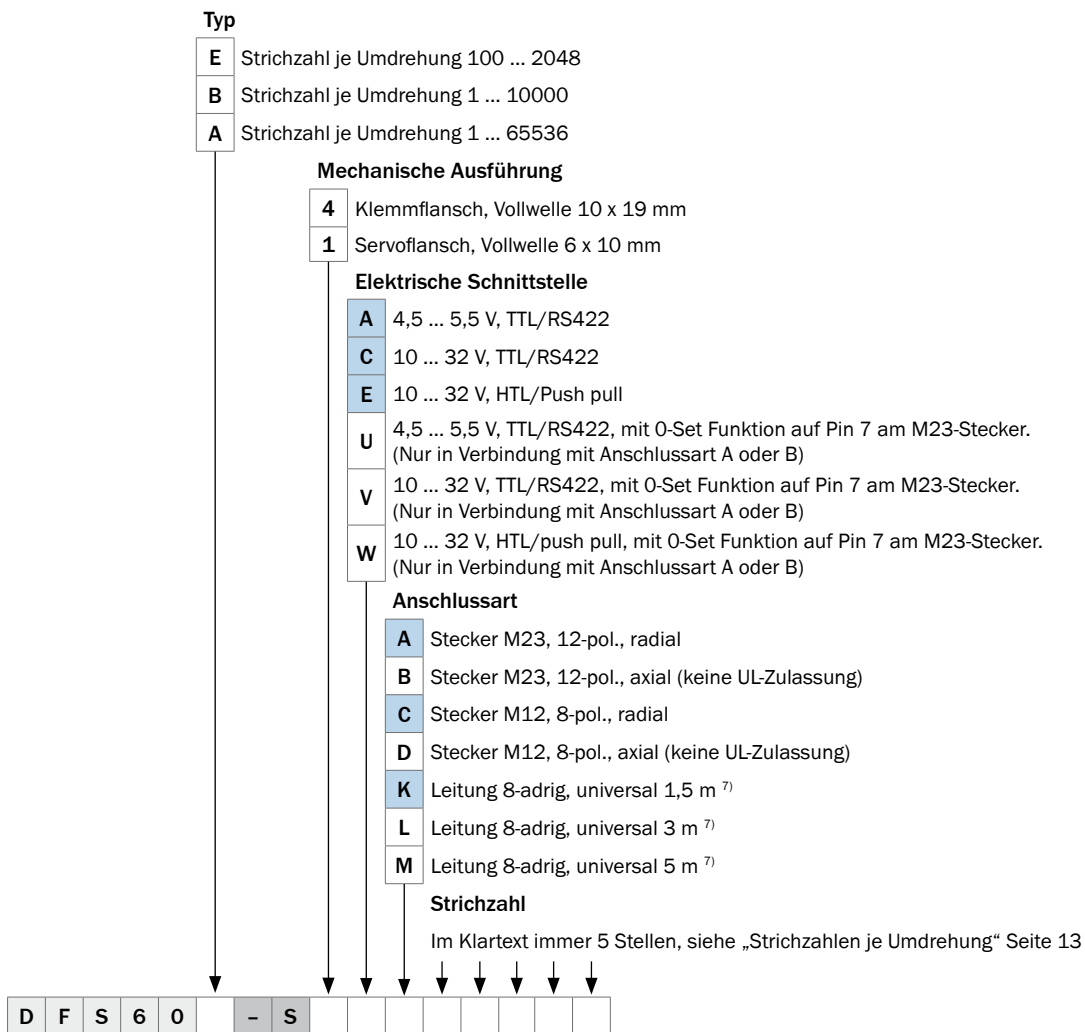 Typ
E Strichzahl je Umdrehung 100 ... 2048
B Strichzahl je Umdrehung 1 ... 10000
A Strichzahl je Umdrehung 1 ... 65536
Mechanische Ausführung
4 Klemmflansch, Vollwelle 10 x 19 mm
1 Servoflansch, Vollwelle 6 x 10 mm
Elektrische Schnittstelle
A 4,5 ... 5,5 V, TTL/RS422
C 10 ... 32 V, TTL/RS422
E 10 ... 32 V, HTL/Push pull
U 4,5 ... 5,5 V, TTL/RS422, mit 0-Set Funktion auf Pin 7 am M23-Stecker.
(Nur in Verbindung mit Anschlussart A oder B)
V 10 ... 32 V, TTL/RS422, mit 0-Set Funktion auf Pin 7 am M23-Stecker.
(Nur in Verbindung mit Anschlussart A oder B)
W 10 ... 32 V, HTL/push pull, mit 0-Set Funktion auf Pin 7 am M23-Stecker.
(Nur in Verbindung mit Anschlussart A oder B)
Anschlussart
A Stecker M23, 12-pol., radial
B Stecker M23, 12-pol., axial (keine UL-Zulassung)
C Stecker M12, 8-pol., radial
D Stecker M12, 8-pol., axial (keine UL-Zulassung)
K Leitung 8-adrig, universal 1,5 m 7)
L Leitung 8-adrig, universal 3 m 7)
M Leitung 8-adrig, universal 5 m 7)
Strichzahl
Im Klartext immer 5 Stellen, siehe „Strichzahlen je Umdrehung“ Seite 13
D F S 6 0 – S